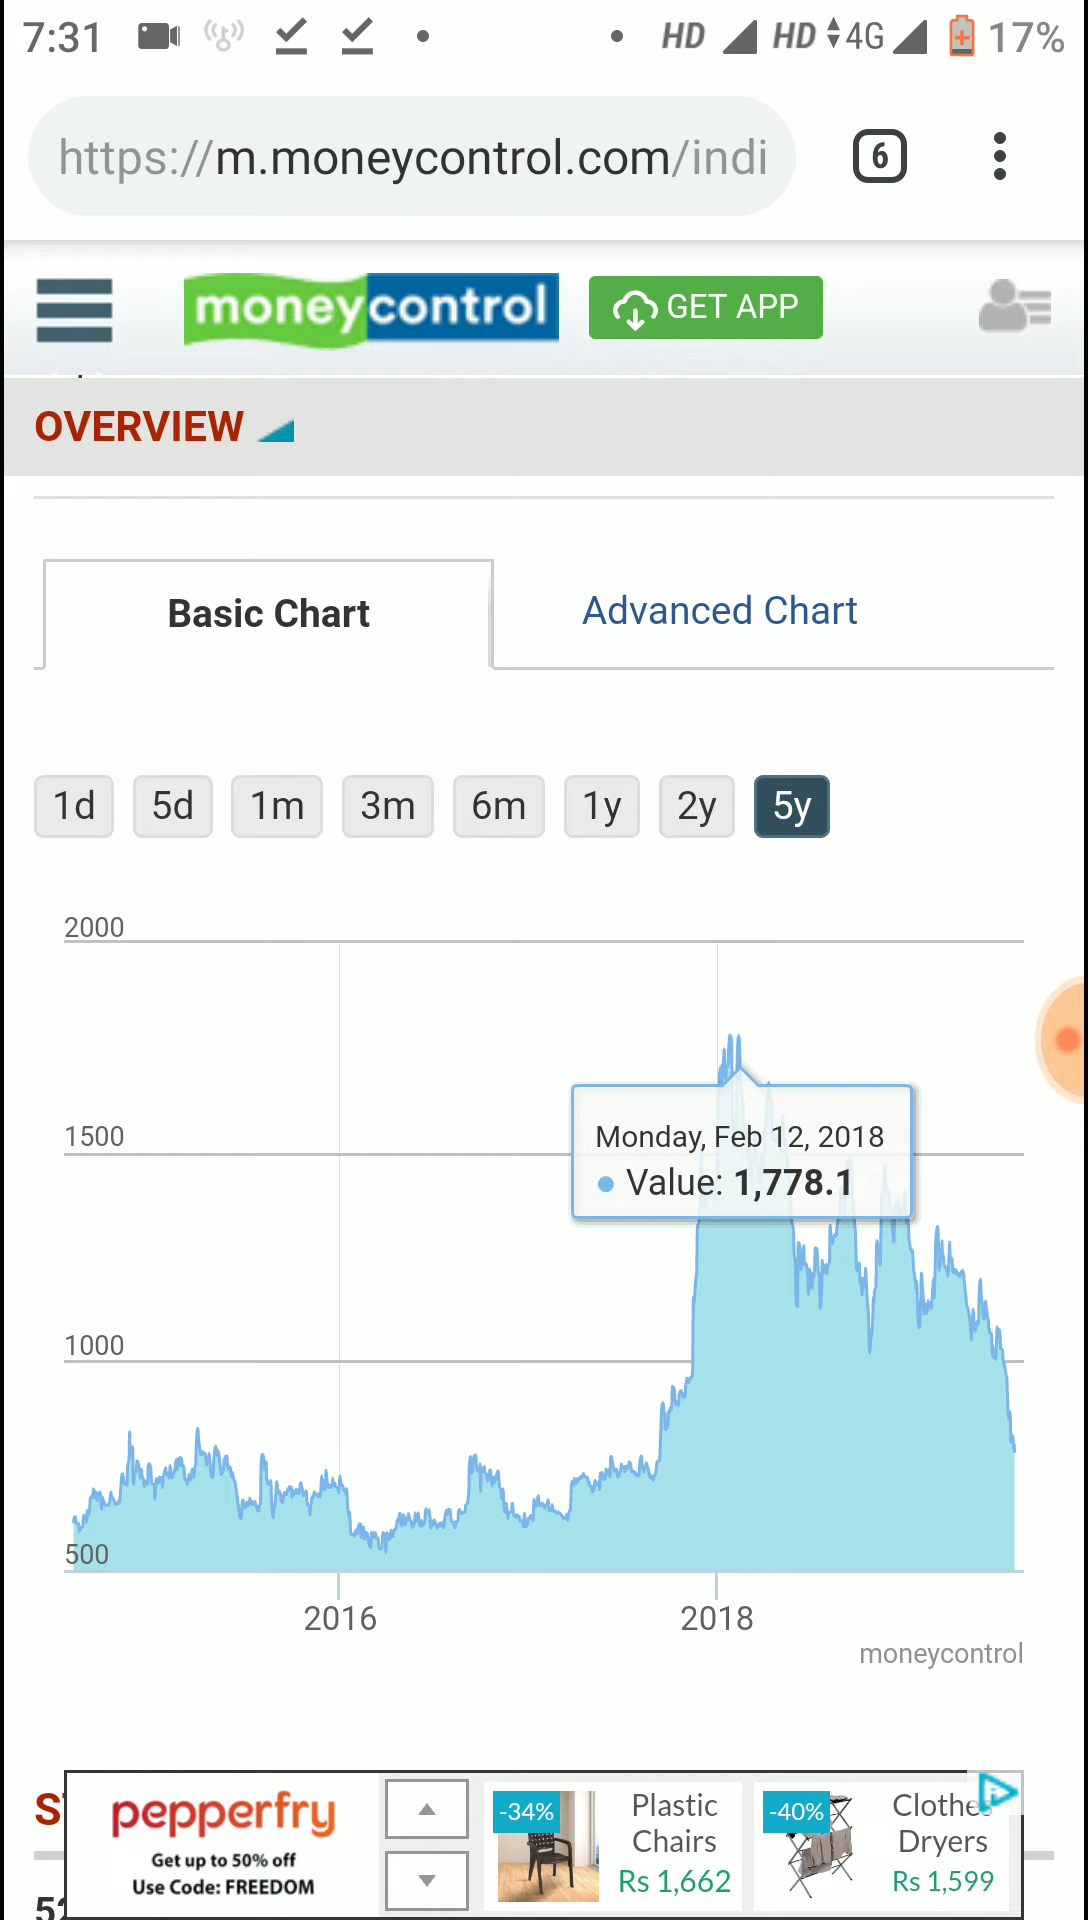 7:31 HD HD 4G 17%
https://m.moneycontrol.com/indi 6
moneycontrol GET APP
OVERVIEW
Basic Chart Advanced Chart
1d 5d 1m 3m 6m 1y 2y 5y
2000
Monday, Feb 12, 2018
1500
Value: 1,778.1
1000
500
2016 2018
moneycontrol
pepperfry
Get up to 50% off
Use Code: FREEDOM
-34%
Plastic
Chairs
Rs 1,662
-40%
Clothes
Dryers
Rs 1,599